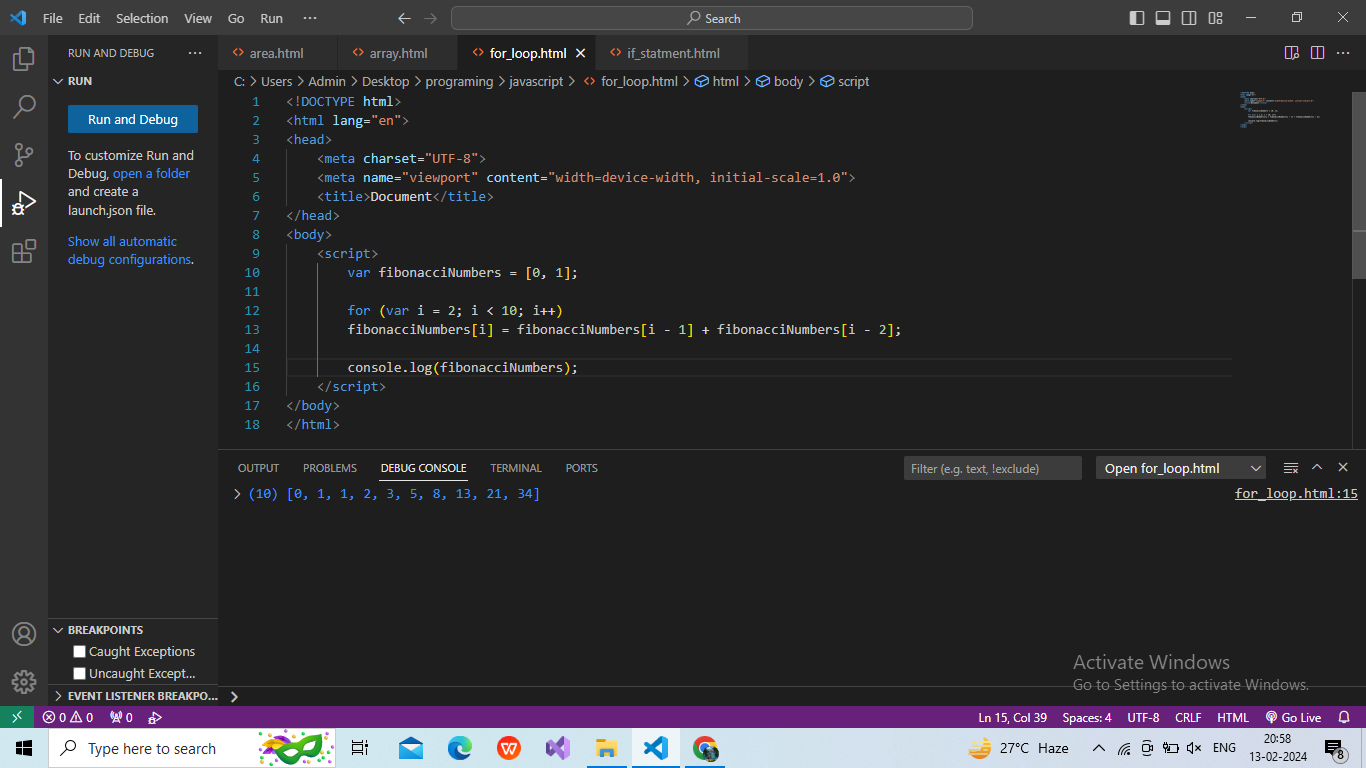 File Edit Selection View Go Run ··· Search
RUN AND DEBUG ···
area.html array.html for_loop.html if_statment.html
RUN
C: > Users > Admin > Desktop > programing > javascript > for_loop.html > html > body > script
Run and Debug
To customize Run and
Debug, open a folder
and create a
launch.json file.
Show all automatic
debug configurations.
1 <!DOCTYPE html>
2 <html lang="en">
3 <head>
4 <meta charset="UTF-8">
5 <meta name="viewport" content="width=device-width, initial-scale=1.0">
6 <title>Document</title>
7 </head>
8 <body>
9 <script>
10 var fibonacciNumbers = [0, 1];
11
12 for (var i = 2; i < 10; i++)
13 fibonacciNumbers[i] = fibonacciNumbers[i - 1] + fibonacciNumbers[i - 2];
14
15 console.log(fibonacciNumbers);
16 </script>
17 </body>
18 </html>
OUTPUT PROBLEMS DEBUG CONSOLE TERMINAL PORTS Filter (e.g. text, !exclude) Open for_loop.html
> (10) [0, 1, 1, 2, 3, 5, 8, 13, 21, 34] for_loop.html:15
BREAKPOINTS
Caught Exceptions
Uncaught Except...
EVENT LISTENER BREAKPO...
Activate Windows
Go to Settings to activate Windows.
0 0 0 Ln 15, Col 39 Spaces: 4 UTF-8 CRLF HTML Go Live
Type here to search W 27°C Haze ENG 20:58
13-02-2024 8